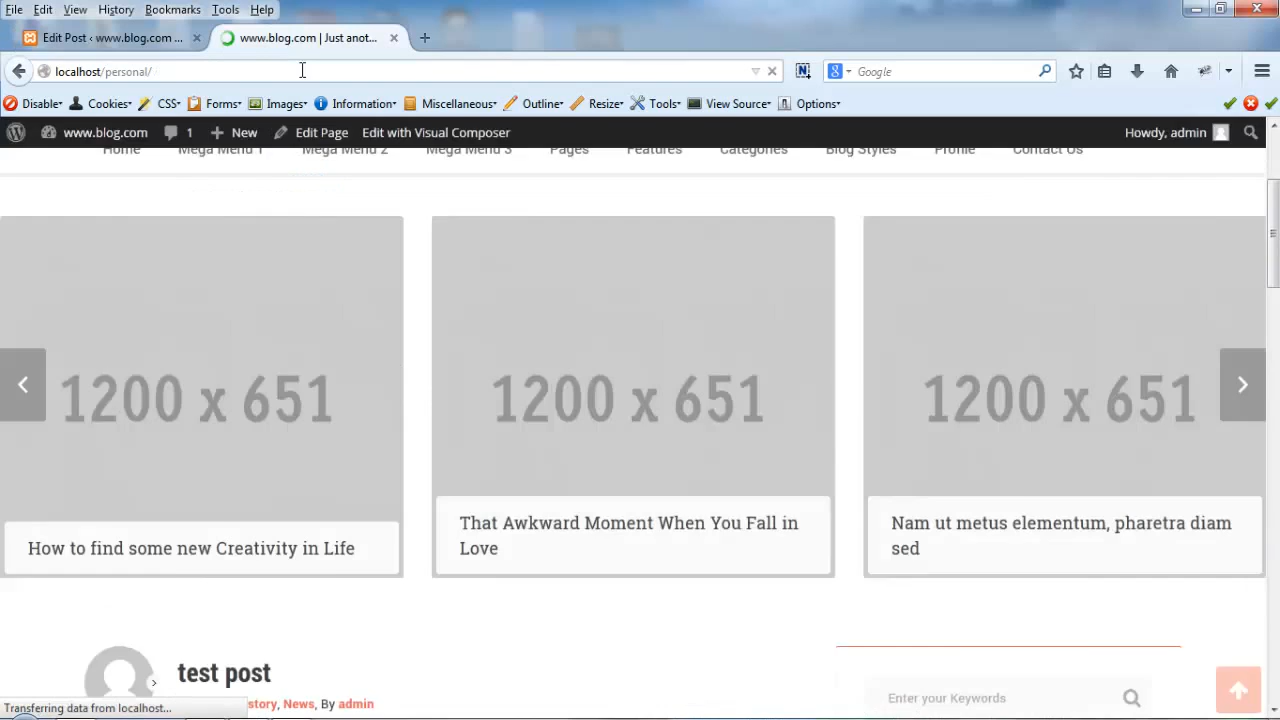 File Edit View History Bookmarks Tools Help
Edit Post ‹ www.blog.com ... www.blog.com | Just anot...
localhost/personal/ Google
Disable Cookies CSS Forms Images Information Miscellaneous Outline Resize Tools View Source Options
www.blog.com 1 New Edit Page Edit with Visual Composer Howdy, admin
Home Mega Menu 1 Mega Menu 2 Mega Menu 3 Pages Features Categories Blog Styles Profile Contact Us
1200 x 651 1200 x 651 1200 x 651
How to find some new Creativity in Life
That Awkward Moment When You Fall in
Love
Nam ut metus elementum, pharetra diam
sed
test post
story, News, By admin
Enter your Keywords
Transferring data from localhost...